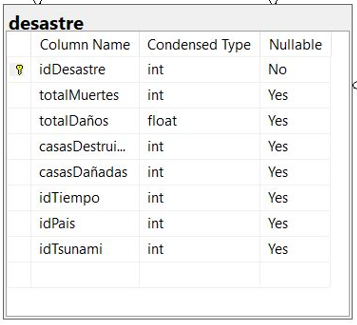 desastre
Column Name Condensed Type Nullable
idDesastre int No
totalMuertes int Yes
totalDaños float Yes
casasDestrui... int Yes
casasDañadas int Yes
idTiempo int Yes
idPais int Yes
idTsunami int Yes